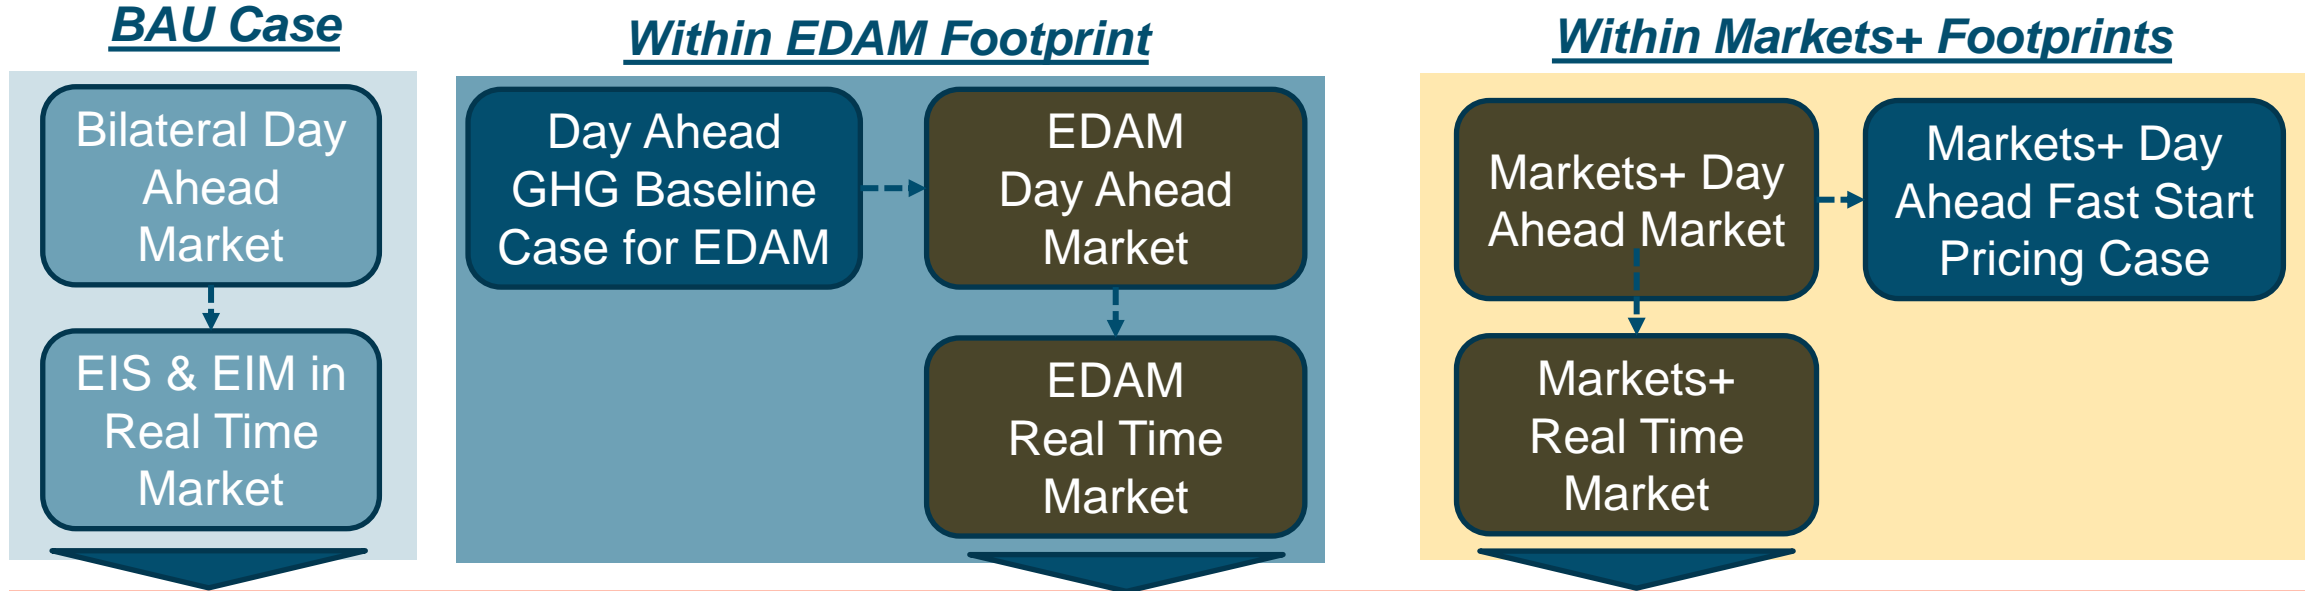 BAU Case
Bilateral Day
Ahead
Market
EIS & EIM in
Real Time
Market
Within EDAM Footprint
Day Ahead
GHG Baseline
Case for EDAM
EDAM
Day Ahead
Market
EDAM
Real Time
Market
Within Markets+ Footprints
Markets+ Day
Ahead Market
Markets+ Day
Ahead Fast Start
Pricing Case
Markets+
Real Time
Market